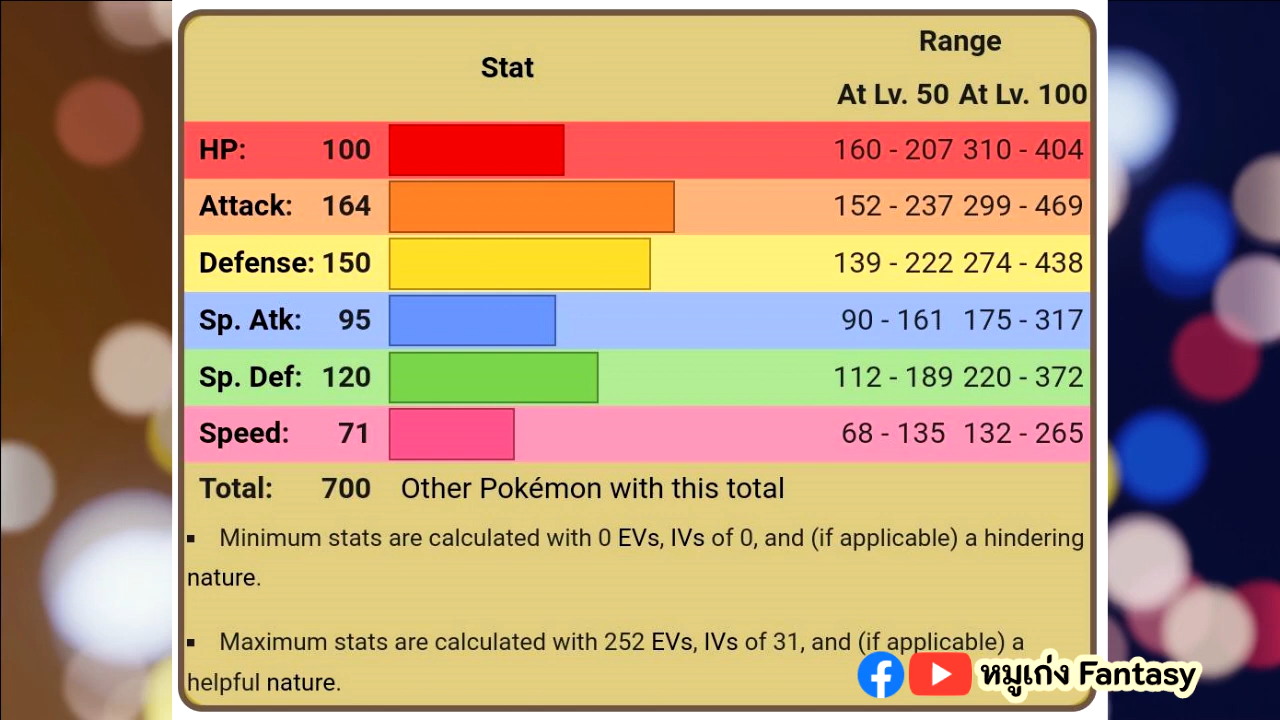 Range
Stat
At Lv. 50 At Lv. 100
HP: 100 160 - 207 310 - 404
Attack: 164 152 - 237 299 - 469
Defense: 150 139 - 222 274 - 438
Sp. Atk: 95 90 - 161 175 - 317
Sp. Def: 120 112 - 189 220 - 372
Speed: 71 68 - 135 132 - 265
Total: 700 Other Pokémon with this total
▪ Minimum stats are calculated with 0 EVs, IVs of 0, and (if applicable) a hindering
nature.
▪ Maximum stats are calculated with 252 EVs, IVs of 31, and (if applicable) a
helpful nature.
หมูเก่ง Fantasy